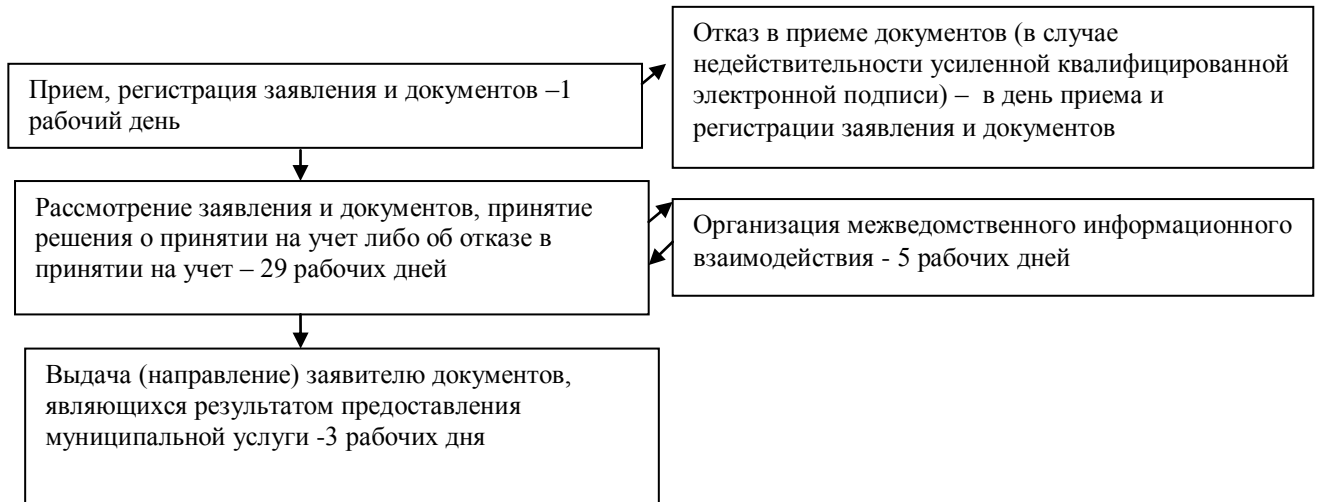 Прием, регистрация заявления и документов –1
рабочий день
Отказ в приеме документов (в случае
недействительности усиленной квалифицированной
электронной подписи) – в день приема и
регистрации заявления и документов
Рассмотрение заявления и документов, принятие
решения о принятии на учет либо об отказе в
принятии на учет – 29 рабочих дней
Организация межведомственного информационного
взаимодействия - 5 рабочих дней
Выдача (направление) заявителю документов,
являющихся результатом предоставления
муниципальной услуги -3 рабочих дня